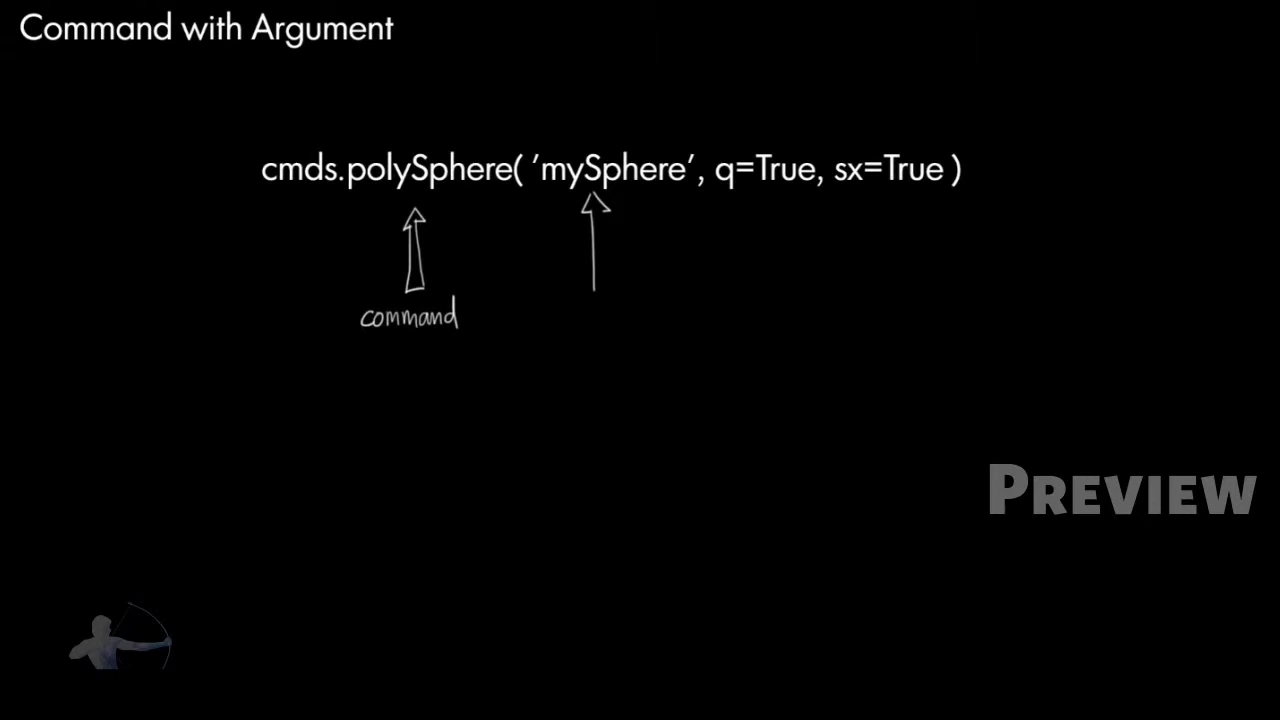 Command with Argument
cmds.polySphere( ’mySphere’, q=True, sx=True )
command
PREVIEW